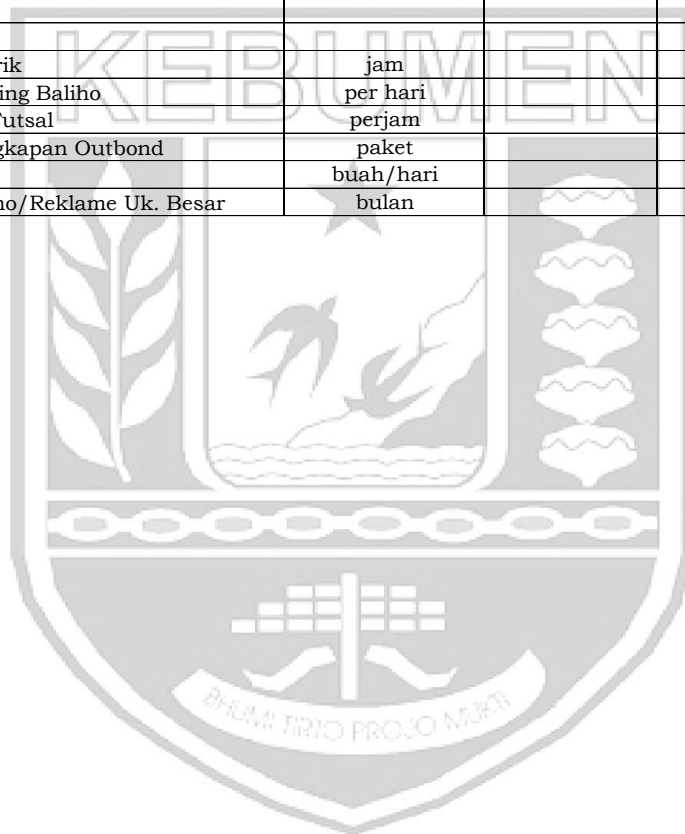 KEBUMEN
rik jam
ing Baliho per hari
Futsal perjam
gkapan Outbond paket
buah/hari
no/Reklame Uk. Besar bulan
BHUMI TIRTO PROJO MUKTI